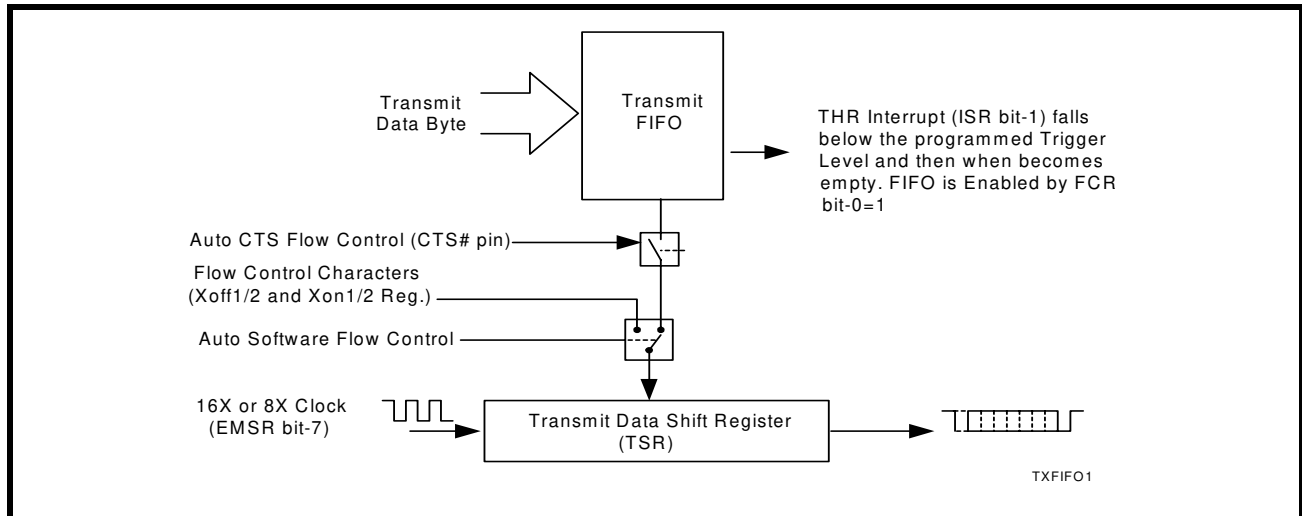 Transmit
Data Byte
Transmit
FIFO
THR Interrupt (ISR bit-1) falls
below the programmed Trigger
Level and then when becomes
empty. FIFO is Enabled by FCR
bit-0=1
Auto CTS Flow Control (CTS# pin)
Flow Control Characters
(Xoff1/2 and Xon1/2 Reg.)
Auto Software Flow Control
16X or 8X Clock
(EMSR bit-7)
Transmit Data Shift Register
(TSR)
TXFIFO1